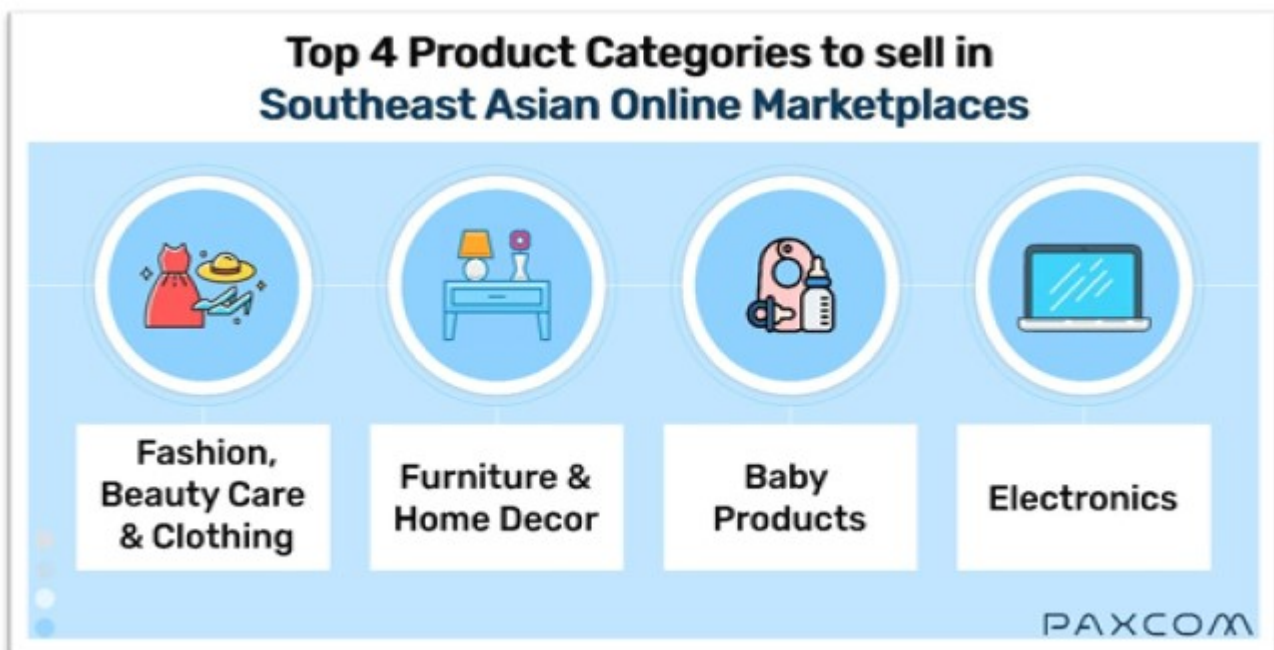 Top 4 Product Categories to sell in
Southeast Asian Online Marketplaces
Fashion,
Beauty Care
& Clothing
Furniture &
Home Decor
Baby
Products
Electronics
PAXCOM